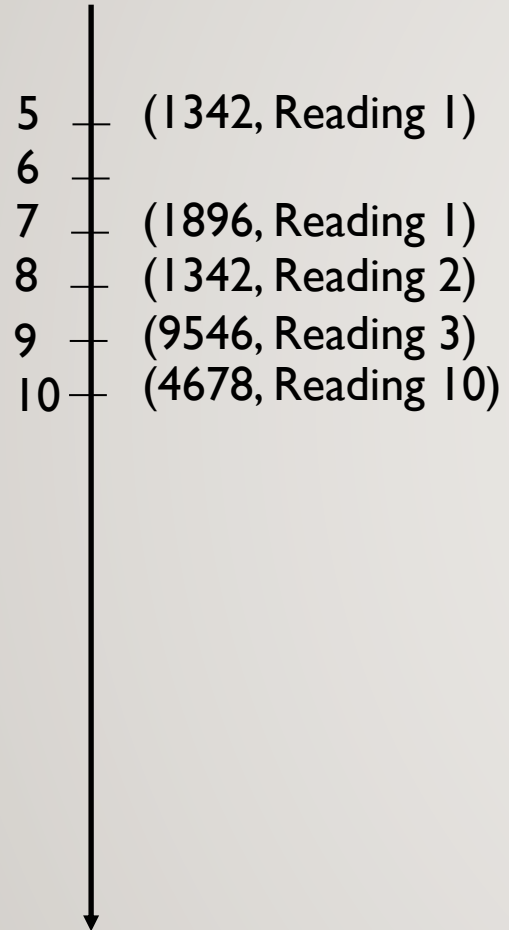 5 (1342, Reading 1)
6
7 (1896, Reading 1)
8 (1342, Reading 2)
9 (9546, Reading 3)
10 (4678, Reading 10)